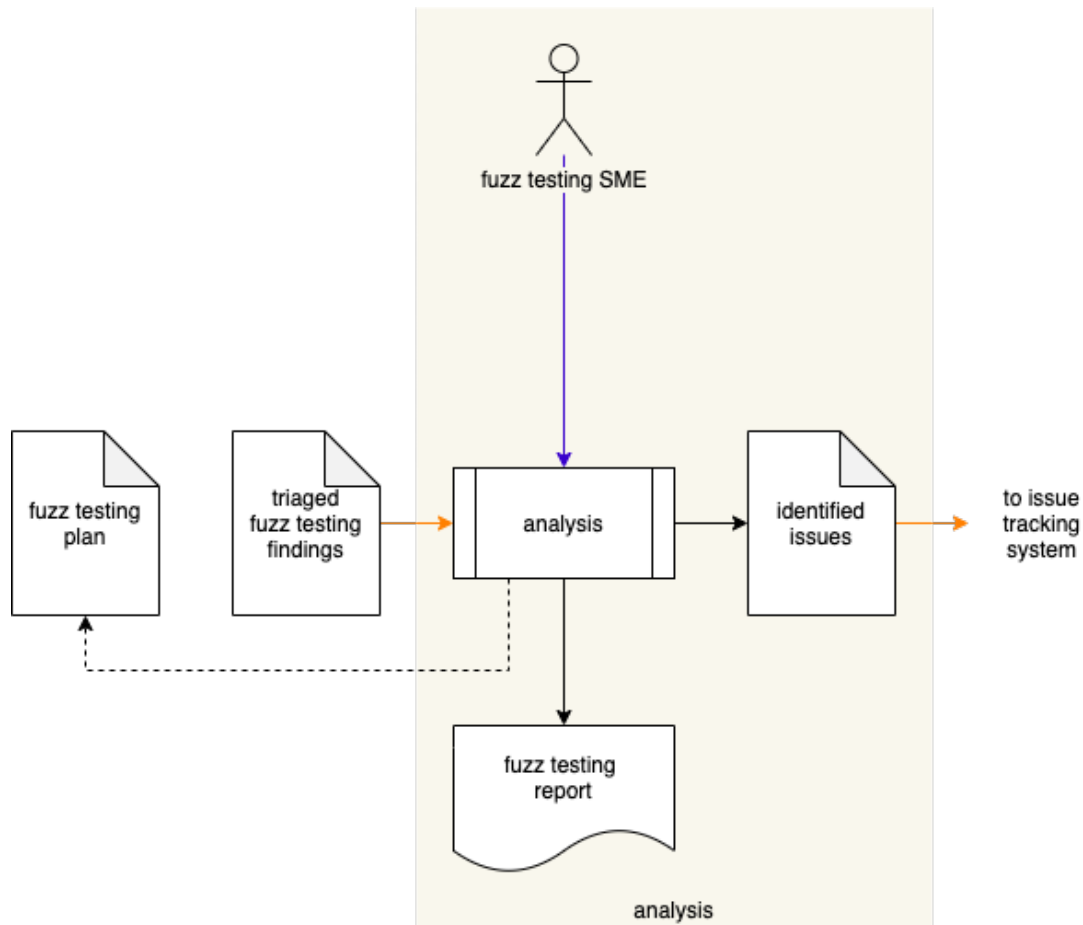 fuzz testing SME
fuzz testing
plan
triaged
fuzz testing
findings
analysis
identified
issues
to issue
tracking
system
fuzz testing
report
analysis